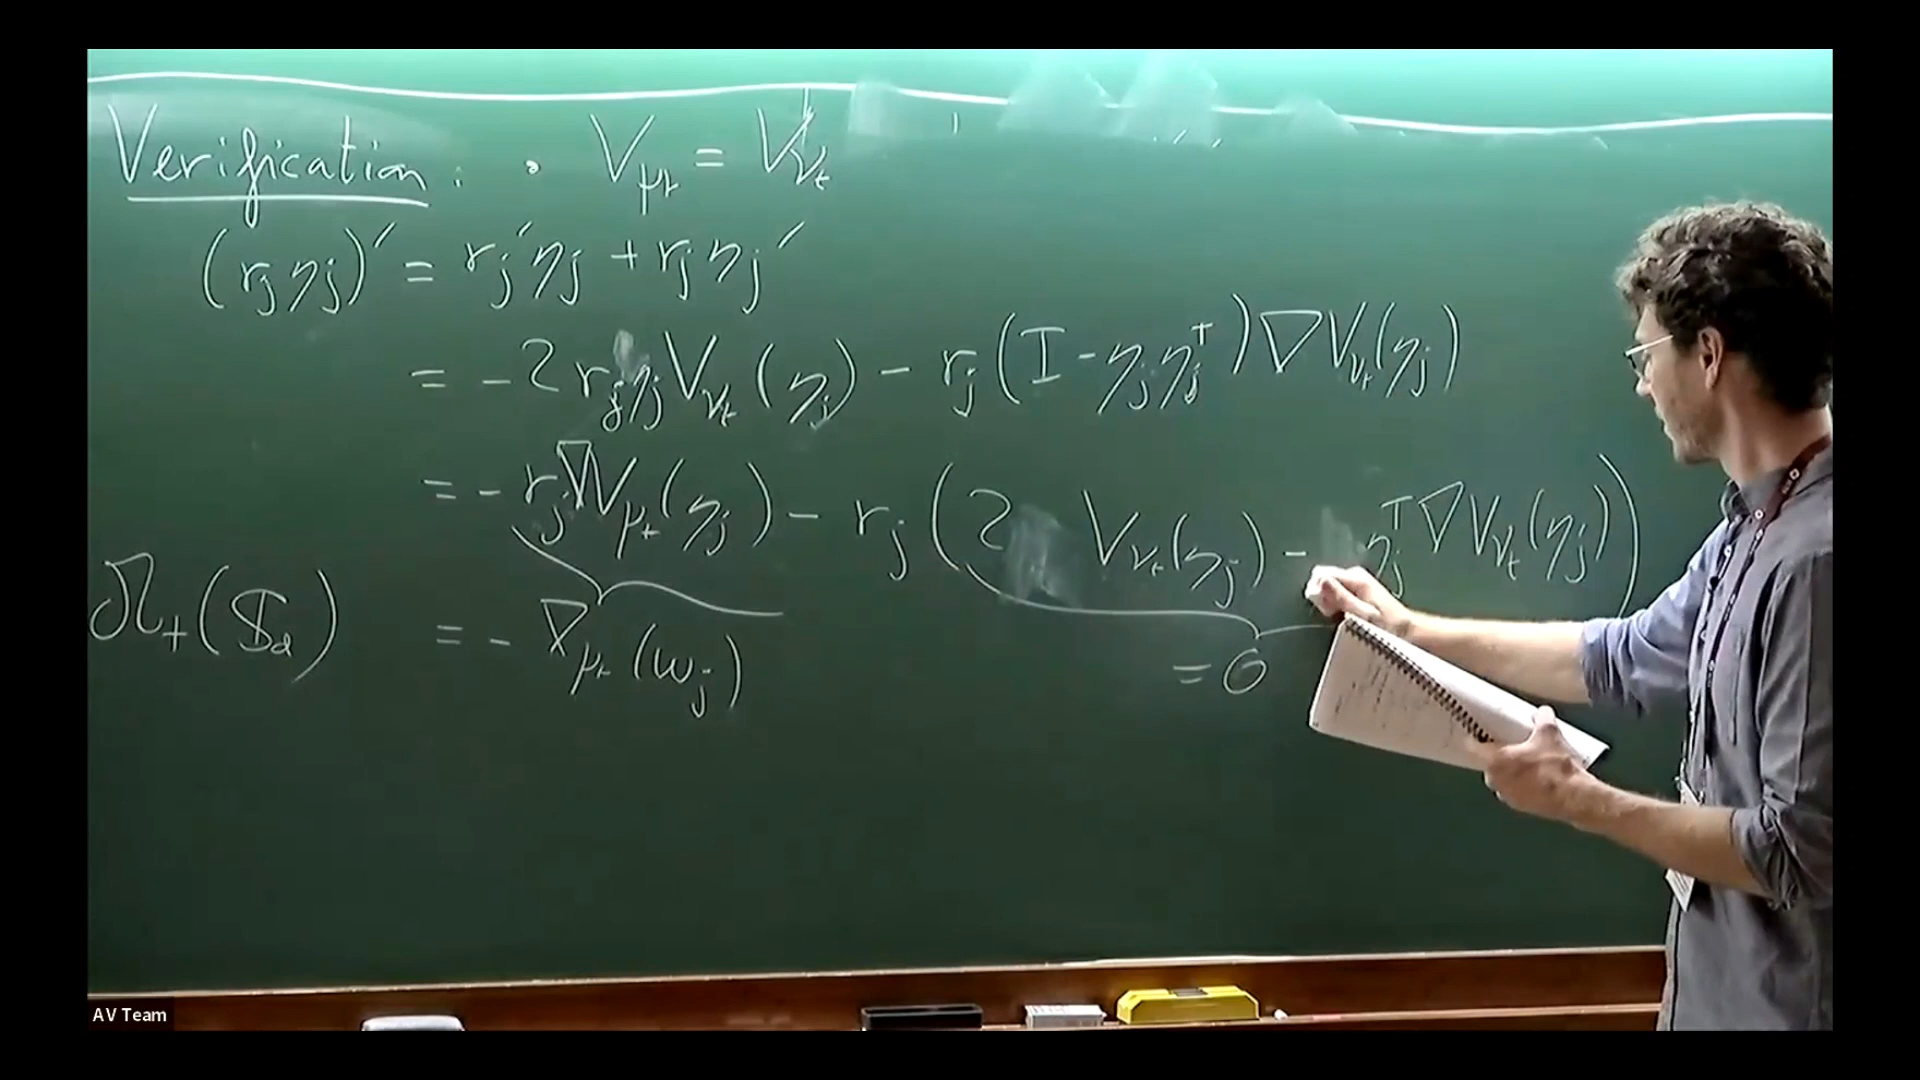 Verification : • V_{μ_t} = V_{ν_t}
(r_j η_j)' = r_j' η_j + r_j η_j'
= - 2 r_j η_j V_{ν_t}(η_j) - r_j (I - η_j η_j^T) ∇V_{ν_t}(η_j)
= - r_j ∇V_{μ_t}(η_j) - r_j (2 V_{ν_t}(η_j) - η_j^T ∇V_{ν_t}(η_j))
= 0
M_+(S_d) = - ∇_{μ_t}(w_j)
AV Team